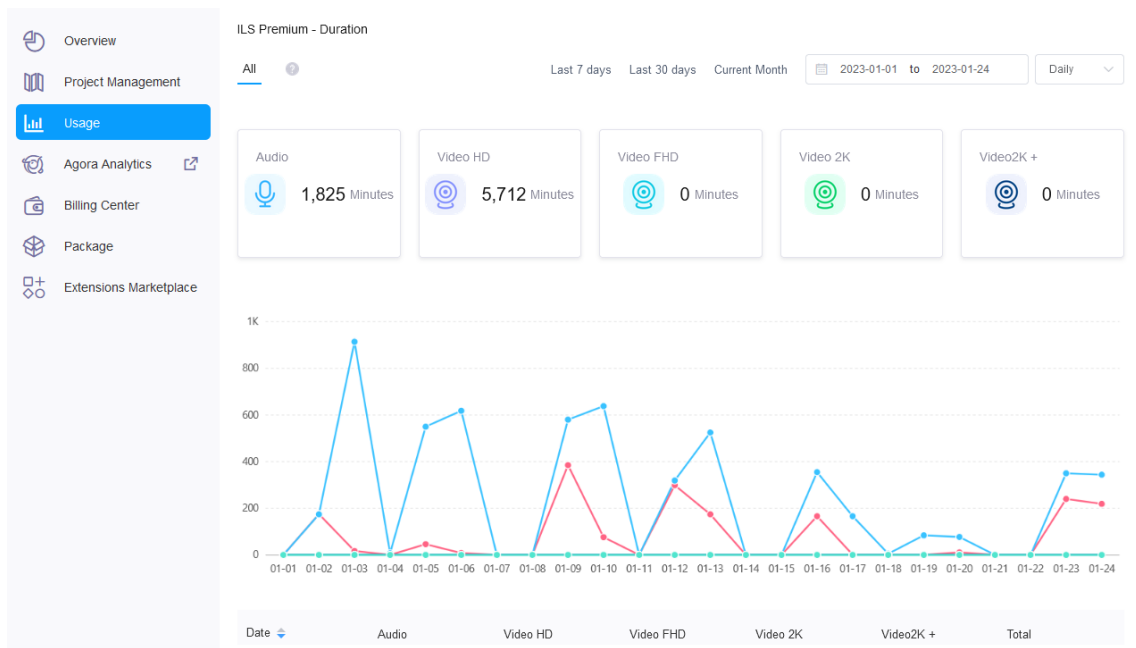 ILS Premium - Duration
Overview
Project Management
Usage
Agora Analytics
Billing Center
Package
Extensions Marketplace
All ?
Last 7 days Last 30 days Current Month 2023-01-01 to 2023-01-24 Daily
Audio Video HD Video FHD Video 2K Video2K +
1,825 Minutes 5,712 Minutes 0 Minutes 0 Minutes 0 Minutes
1K
800
600
400
200
0
01-01 01-02 01-03 01-04 01-05 01-06 01-07 01-08 01-09 01-10 01-11 01-12 01-13 01-14 01-15 01-16 01-17 01-18 01-19 01-20 01-21 01-22 01-23 01-24
Date Audio Video HD Video FHD Video 2K Video2K + Total